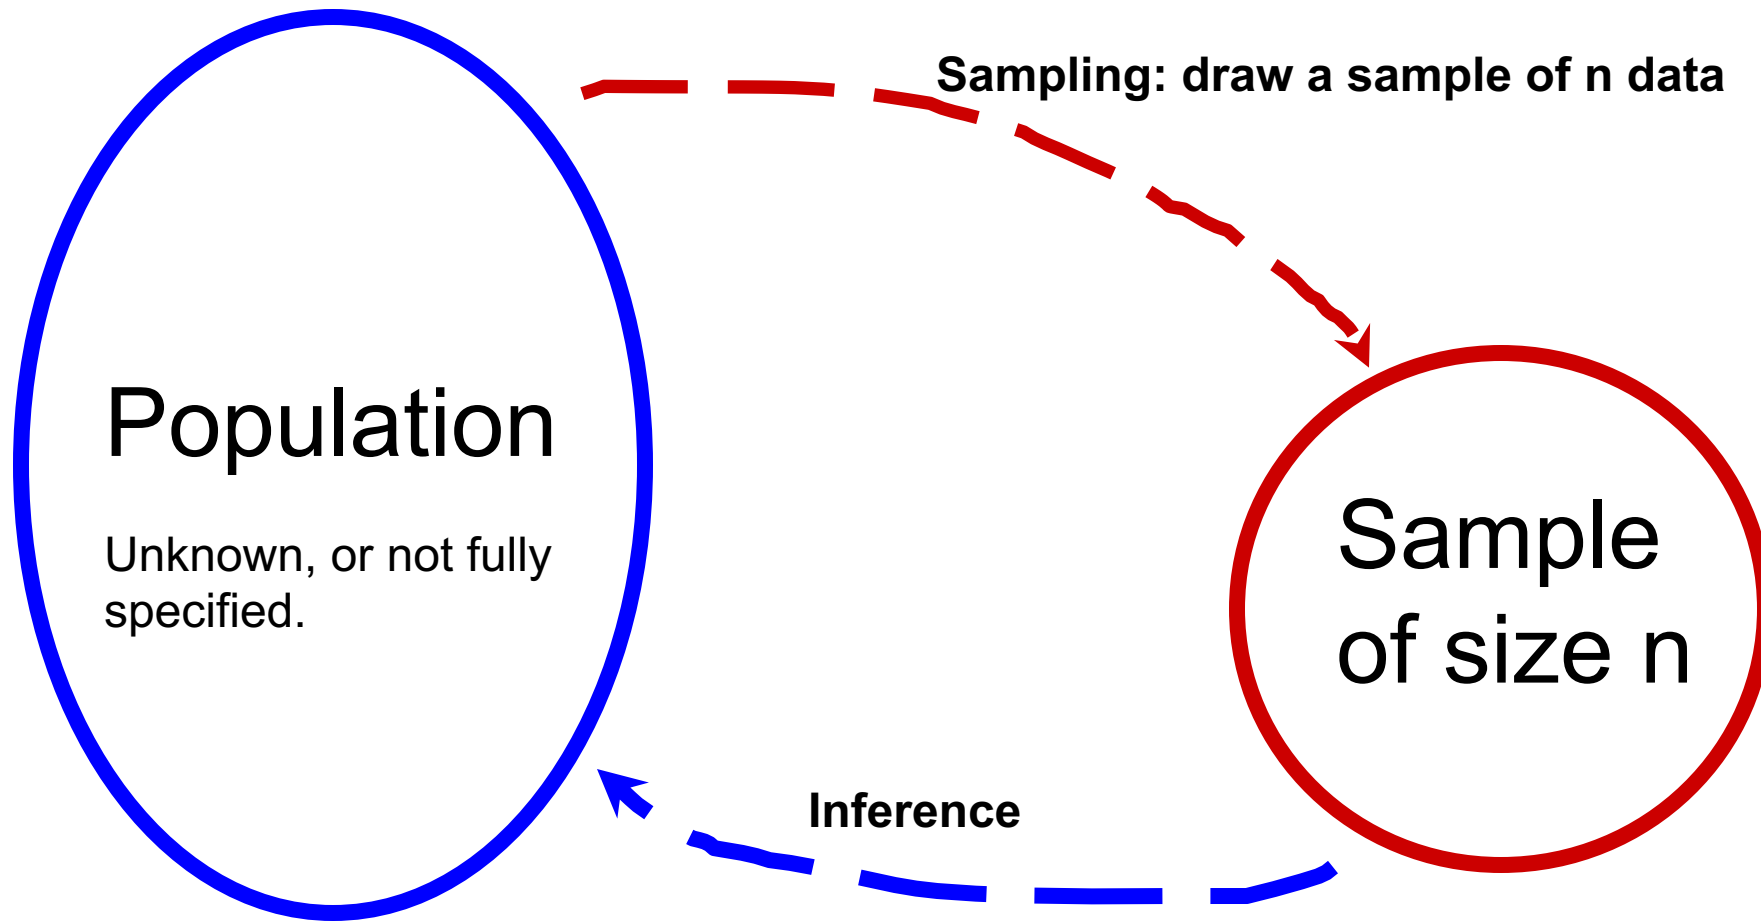 Sampling: draw a sample of n data
Population
Unknown, or not fully
specified.
Sample
of size n
Inference